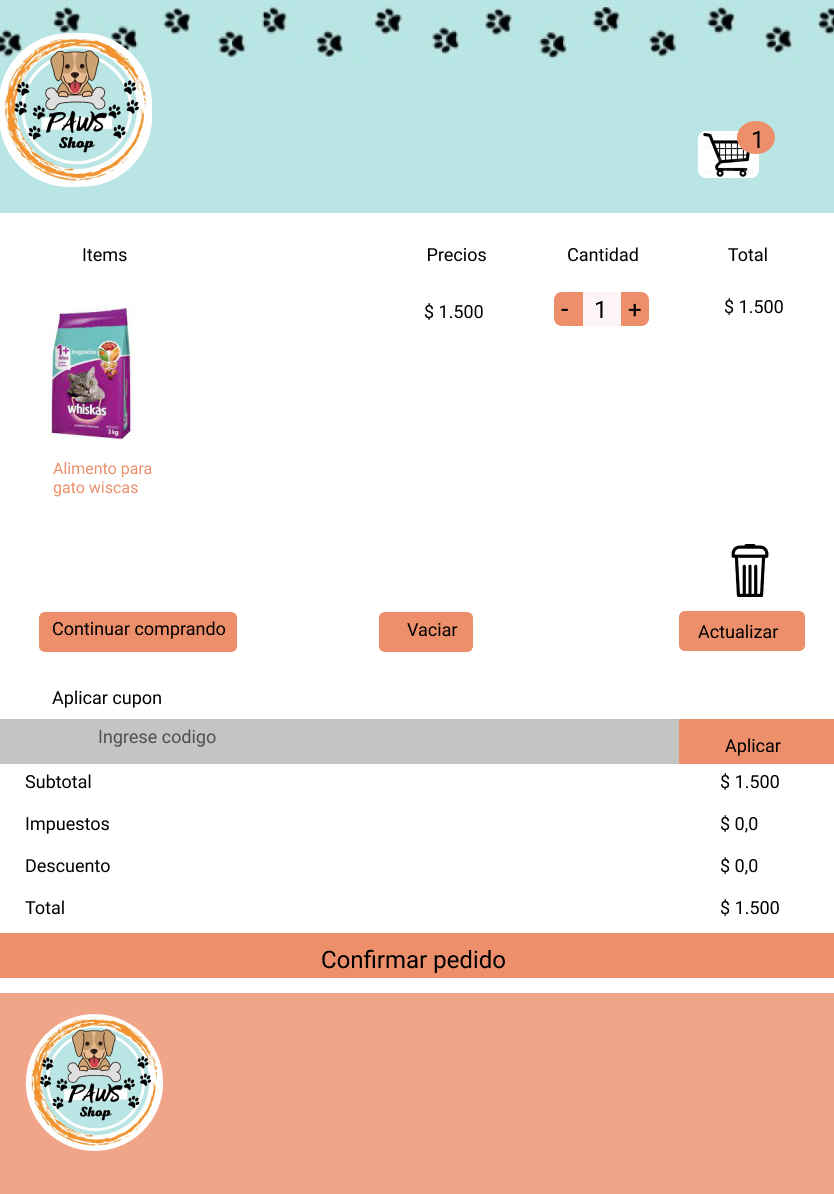 PAWS
Shop
1
Items
Precios
Cantidad
Total
$ 1.500
- 1 +
$ 1.500
1+
Años
whiskas
3 kg
Alimento para
gato wiscas
Continuar comprando
Vaciar
Actualizar
Aplicar cupon
Ingrese codigo
Aplicar
Subtotal
$ 1.500
Impuestos
$ 0,0
Descuento
$ 0,0
Total
$ 1.500
Confirmar pedido
PAWS
Shop